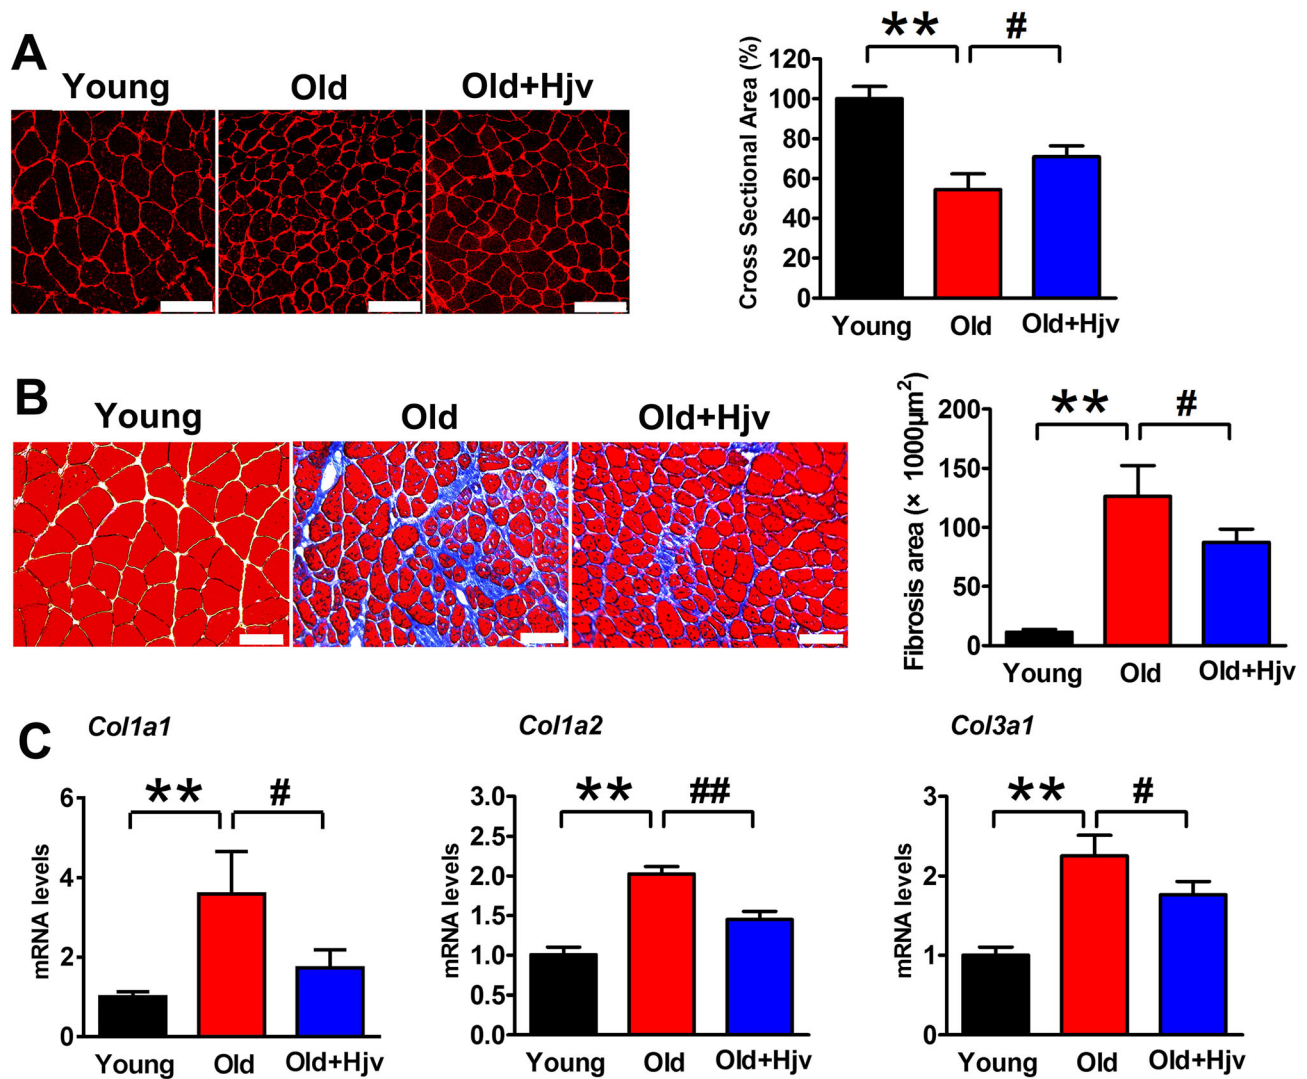 A
Young
Old
Old+Hjv
** #
Cross Sectional Area (%)
120
100
80
60
40
20
0
Young
Old
Old+Hjv
B
Young
Old
Old+Hjv
** #
Fibrosis area (× 1000μm²)
200
150
100
50
0
Young
Old
Old+Hjv
C
Col1a1
** #
mRNA levels
6
4
2
0
Young
Old
Old+Hjv
Col1a2
** ##
mRNA levels
3.0
2.5
2.0
1.5
1.0
0.5
0.0
Young
Old
Old+Hjv
Col3a1
** #
mRNA levels
3
2
1
0
Young
Old
Old+Hjv